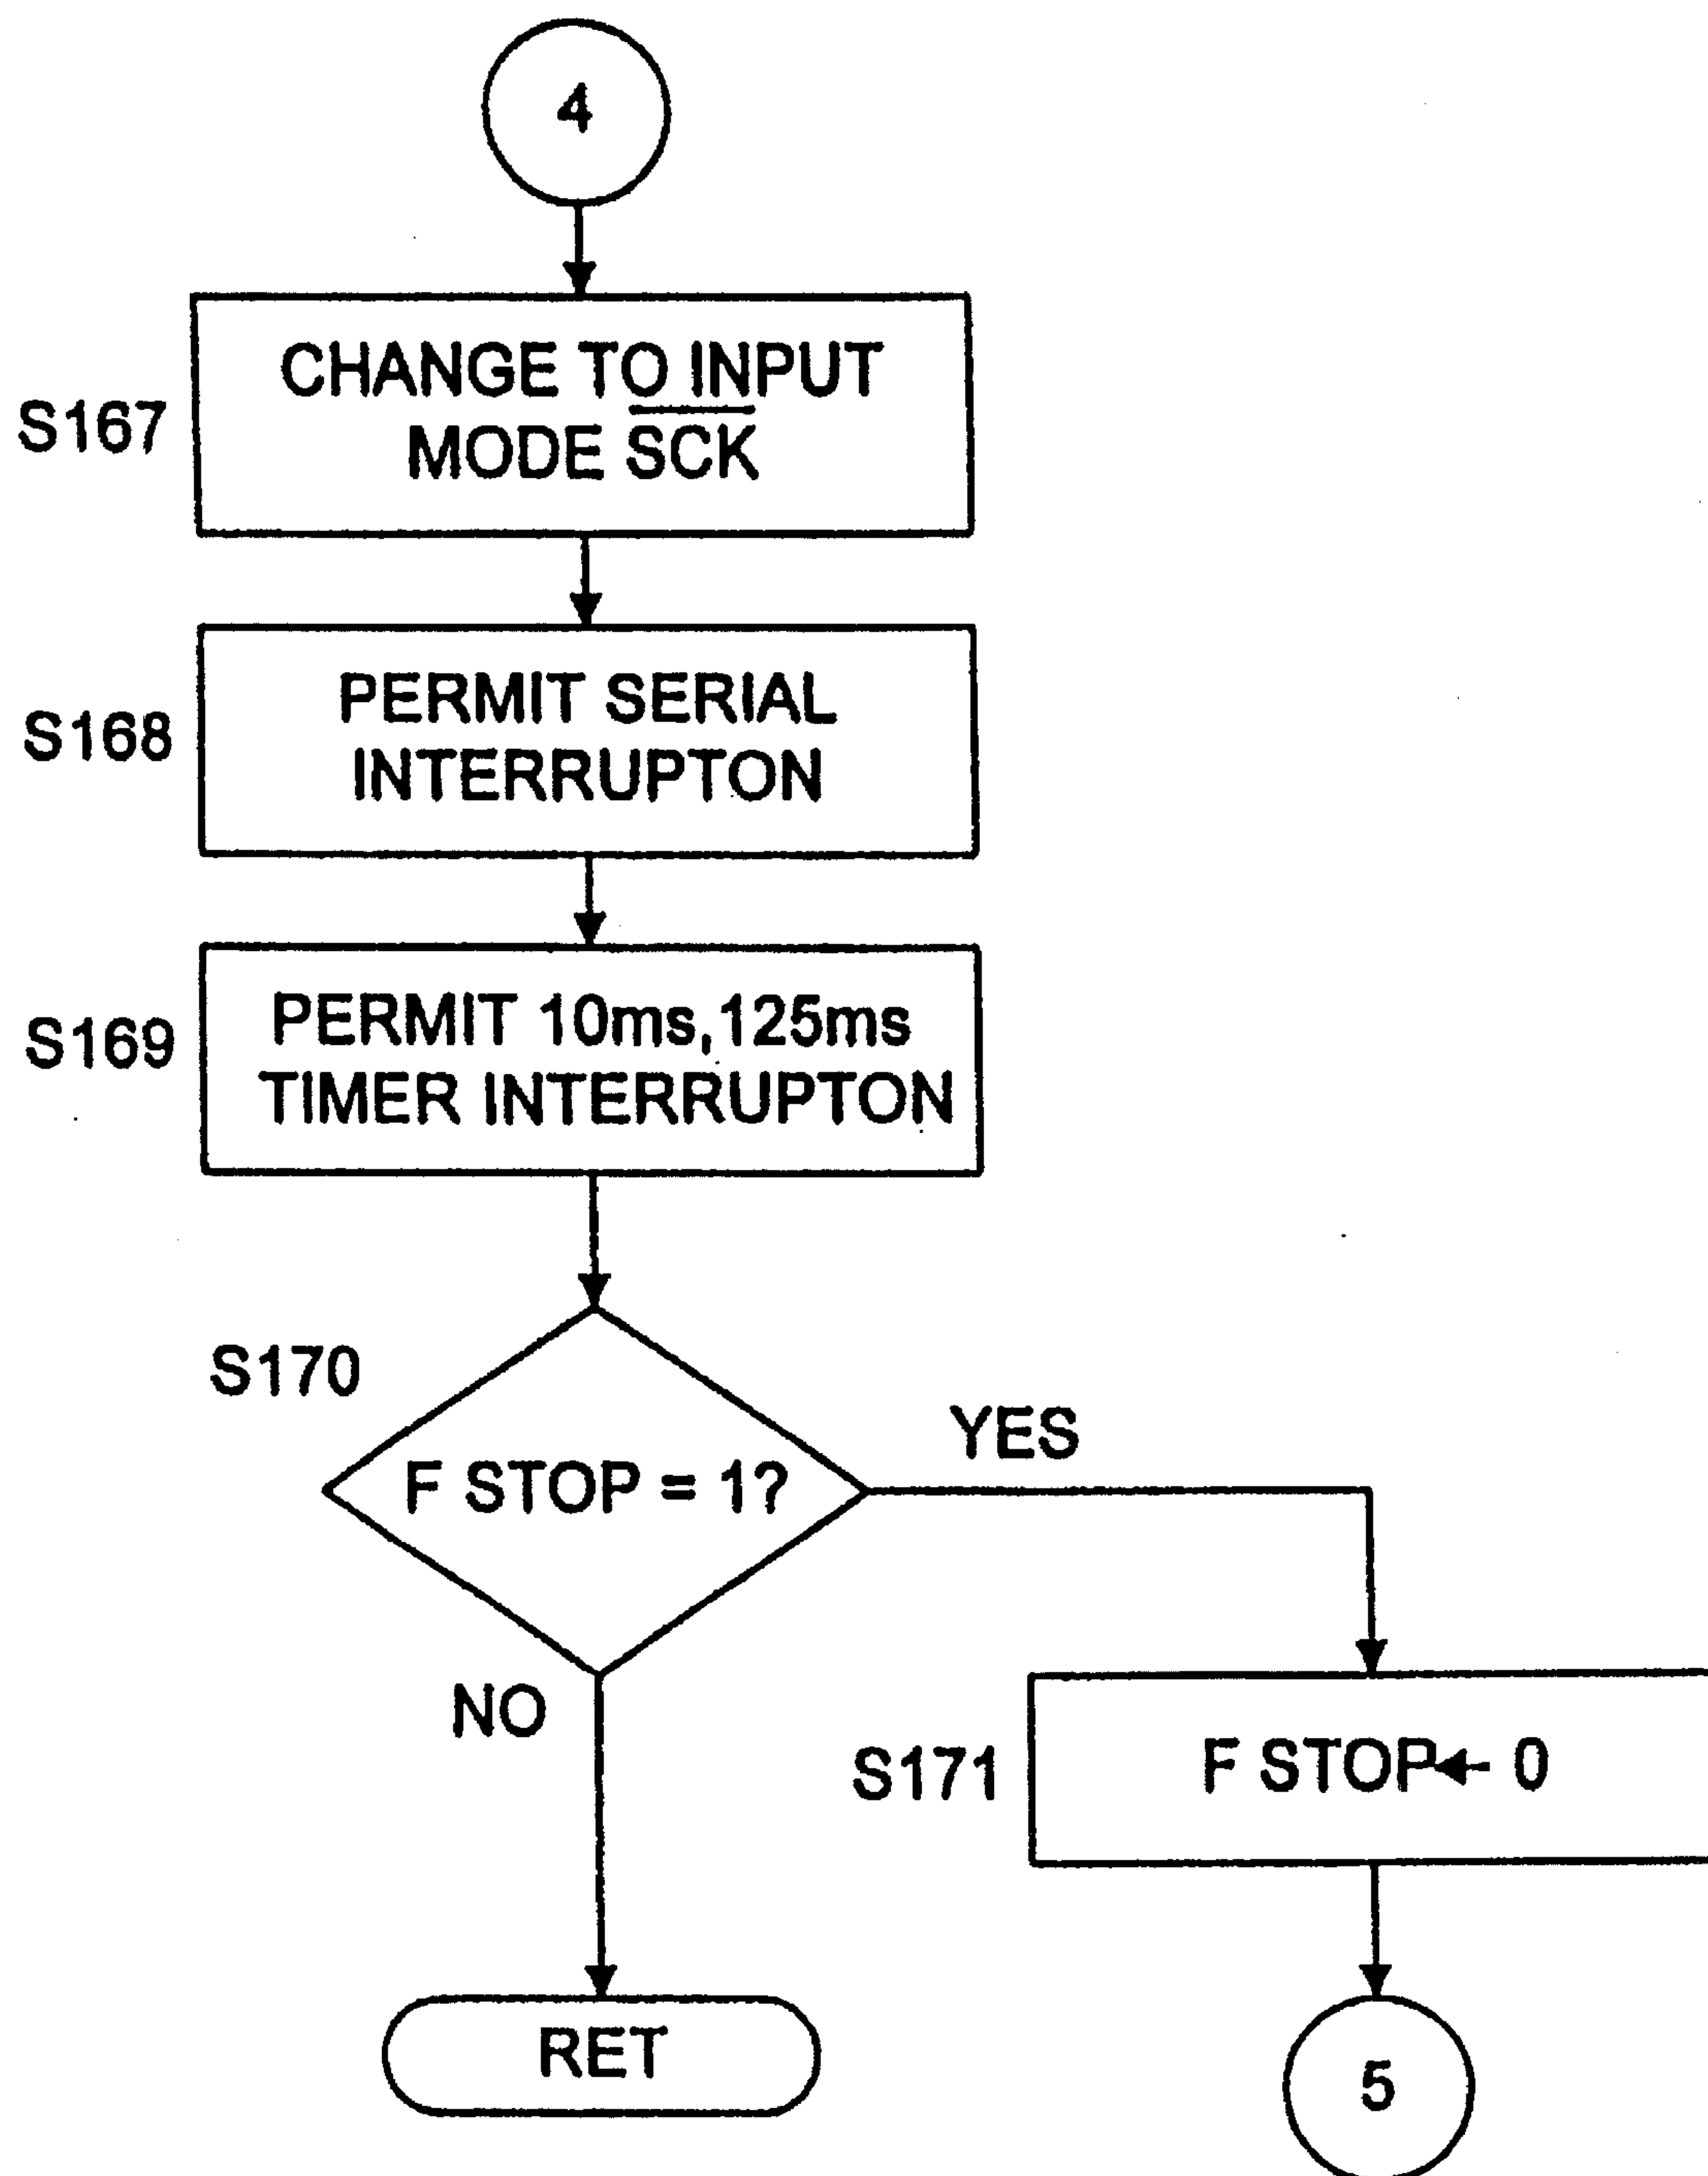 4
S167
CHANGE TO INPUT
MODE S̅C̅K̅
S168
PERMIT SERIAL
INTERRUPTON
S169
PERMIT 10ms,125ms
TIMER INTERRUPTON
S170
F STOP = 1?
YES
NO
S171
F STOP ← 0
RET
5